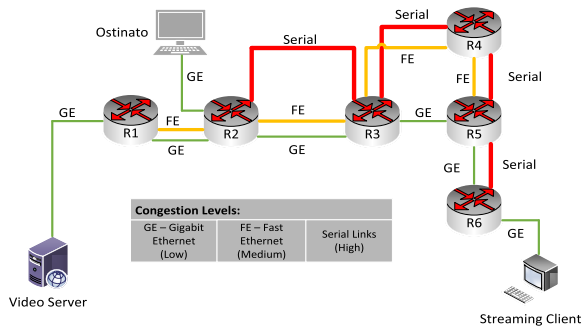 Ostinato
GE
Serial
Serial
R4
FE
FE
Serial
GE
R1
FE
GE
R2
FE
GE
R3
GE
R5
GE
Serial
R6
GE
Congestion Levels:
GE – Gigabit
Ethernet
(Low)
FE – Fast
Ethernet
(Medium)
Serial Links
(High)
Video Server
Streaming Client